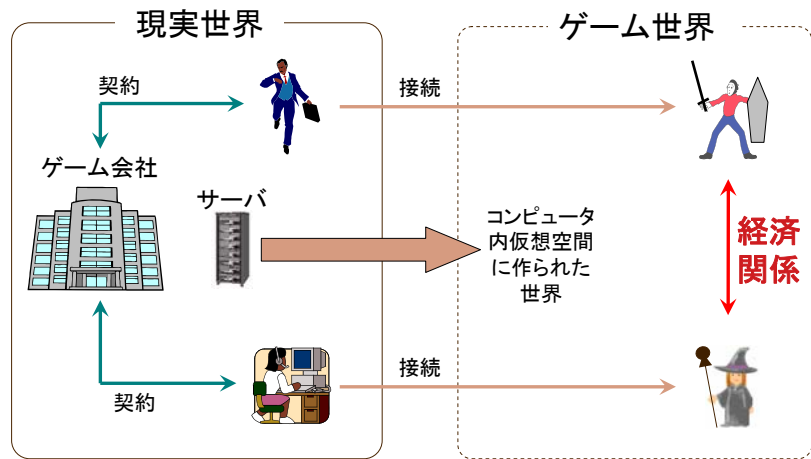 現実世界
ゲーム世界
契約
接続
ゲーム会社
サーバ
コンピュータ
内仮想空間
に作られた
世界
経済
関係
接続
契約